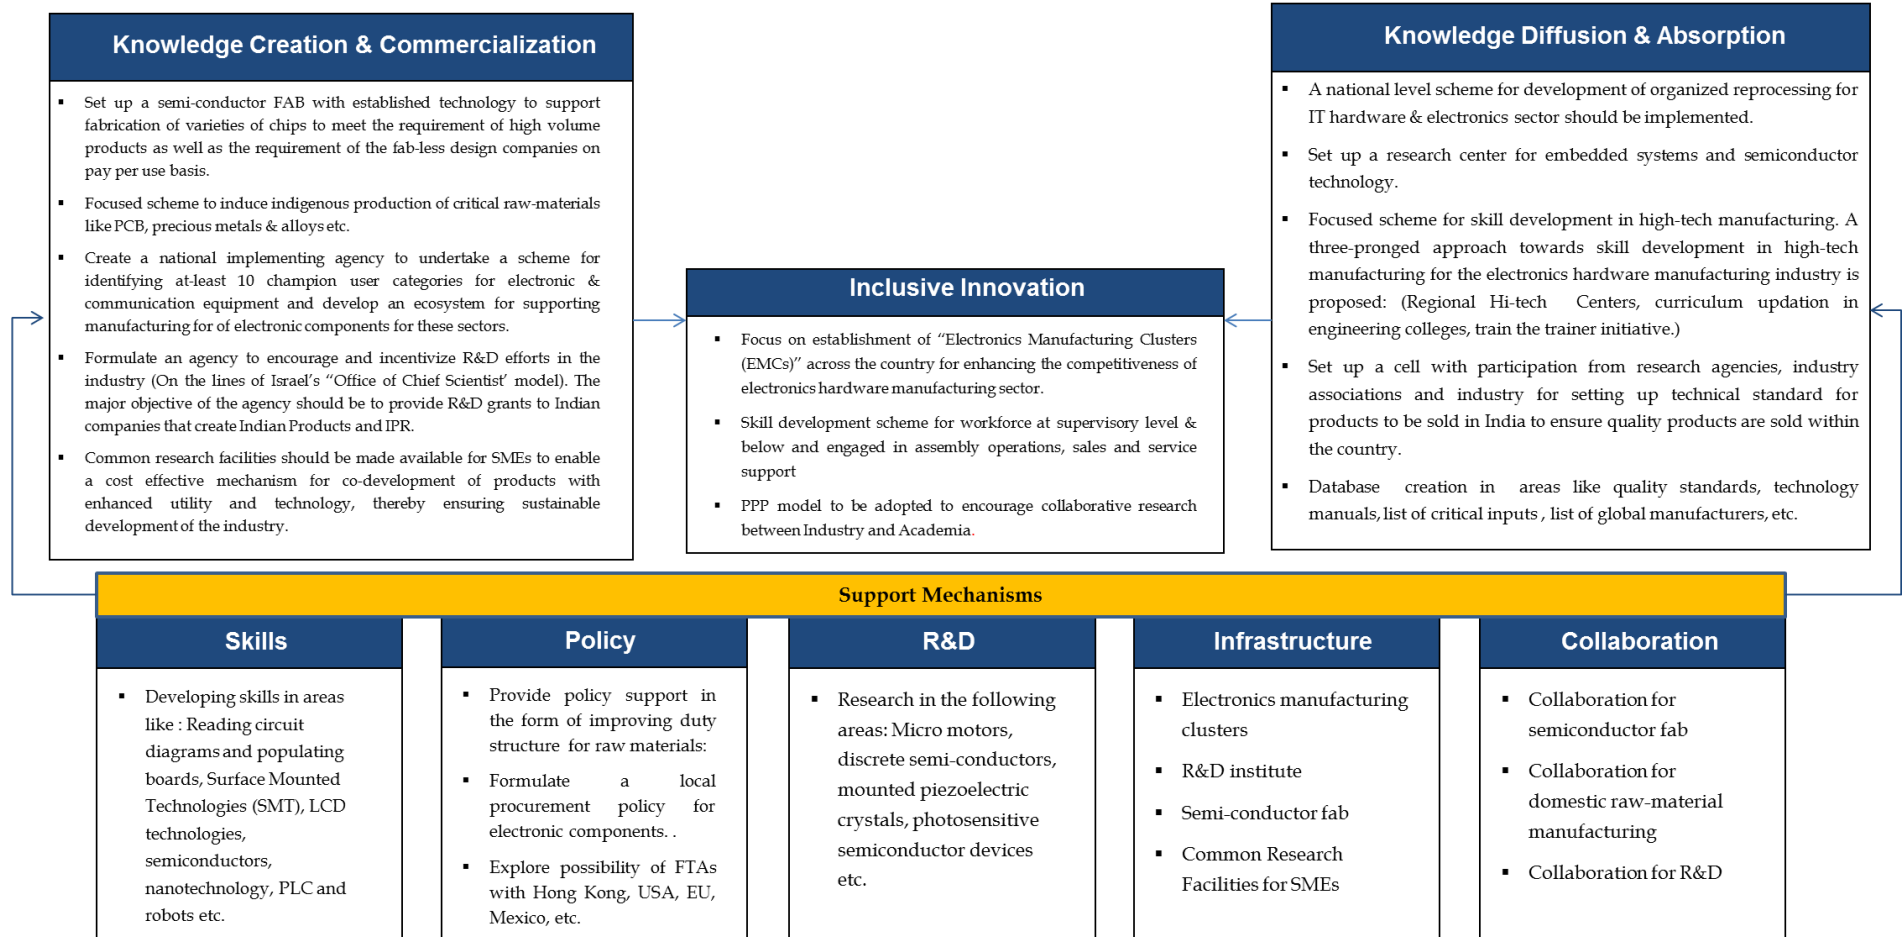 Knowledge Creation & Commercialization
▪ Set up a semi-conductor FAB with established technology to support
fabrication of varieties of chips to meet the requirement of high volume
products as well as the requirement of the fab-less design companies on
pay per use basis.
▪ Focused scheme to induce indigenous production of critical raw-materials
like PCB, precious metals & alloys etc.
▪ Create a national implementing agency to undertake a scheme for
identifying at-least 10 champion user categories for electronic &
communication equipment and develop an ecosystem for supporting
manufacturing for of electronic components for these sectors.
▪ Formulate an agency to encourage and incentivize R&D efforts in the
industry (On the lines of Israel's "Office of Chief Scientist' model). The
major objective of the agency should be to provide R&D grants to Indian
companies that create Indian Products and IPR.
▪ Common research facilities should be made available for SMEs to enable
a cost effective mechanism for co-development of products with
enhanced utility and technology, thereby ensuring sustainable
development of the industry.
Inclusive Innovation
▪ Focus on establishment of "Electronics Manufacturing Clusters
(EMCs)" across the country for enhancing the competitiveness of
electronics hardware manufacturing sector.
▪ Skill development scheme for workforce at supervisory level &
below and engaged in assembly operations, sales and service
support
▪ PPP model to be adopted to encourage collaborative research
between Industry and Academia.
Knowledge Diffusion & Absorption
▪ A national level scheme for development of organized reprocessing for
IT hardware & electronics sector should be implemented.
▪ Set up a research center for embedded systems and semiconductor
technology.
▪ Focused scheme for skill development in high-tech manufacturing. A
three-pronged approach towards skill development in high-tech
manufacturing for the electronics hardware manufacturing industry is
proposed: (Regional Hi-tech Centers, curriculum updation in
engineering colleges, train the trainer initiative.)
▪ Set up a cell with participation from research agencies, industry
associations and industry for setting up technical standard for
products to be sold in India to ensure quality products are sold within
the country.
▪ Database creation in areas like quality standards, technology
manuals, list of critical inputs , list of global manufacturers, etc.
Support Mechanisms
Skills
▪ Developing skills in areas
like : Reading circuit
diagrams and populating
boards, Surface Mounted
Technologies (SMT), LCD
technologies,
semiconductors,
nanotechnology, PLC and
robots etc.
Policy
▪ Provide policy support in
the form of improving duty
structure for raw materials:
▪ Formulate a local
procurement policy for
electronic components. .
▪ Explore possibility of FTAs
with Hong Kong, USA, EU,
Mexico, etc.
R&D
▪ Research in the following
areas: Micro motors,
discrete semi-conductors,
mounted piezoelectric
crystals, photosensitive
semiconductor devices
etc.
Infrastructure
▪ Electronics manufacturing
clusters
▪ R&D institute
▪ Semi-conductor fab
▪ Common Research
Facilities for SMEs
Collaboration
▪ Collaboration for
semiconductor fab
▪ Collaboration for
domestic raw-material
manufacturing
▪ Collaboration for R&D